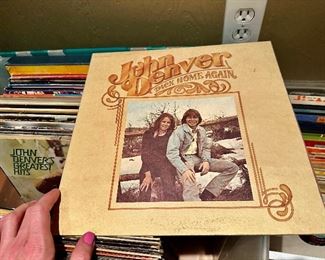 John
Denver
BACK HOME AGAIN
JOHN
DENVER'S
GREATEST
HITS